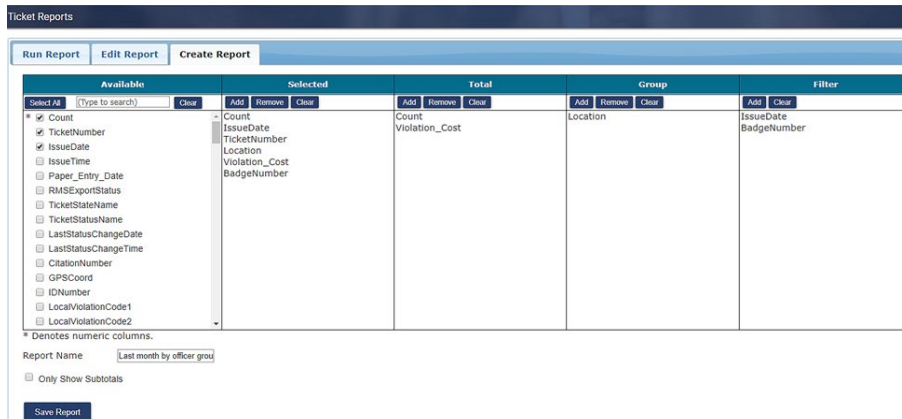 Ticket Reports
Run Report Edit Report Create Report
Available Selected Total Group Filter
Select All (Type to search) Clear Add Remove Clear Add Remove Clear Add Remove Clear Add Clear
* Count Count Count Location IssueDate
TicketNumber IssueDate Violation_Cost BadgeNumber
IssueDate TicketNumber
IssueTime Location
Paper_Entry_Date Violation_Cost
RMSExportStatus BadgeNumber
TicketStateName
TicketStatusName
LastStatusChangeDate
LastStatusChangeTime
CitationNumber
GPSCoord
IDNumber
LocalViolationCode1
LocalViolationCode2
* Denotes numeric columns.
Report Name Last month by officer grou
Only Show Subtotals
Save Report